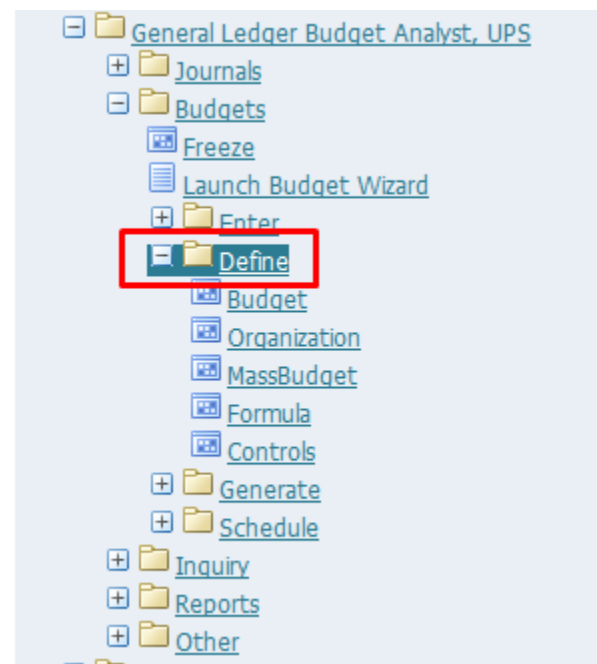 General Ledger Budget Analyst, UPS
Journals
Budgets
Freeze
Launch Budget Wizard
Enter
Define
Budget
Organization
MassBudget
Formula
Controls
Generate
Schedule
Inquiry
Reports
Other